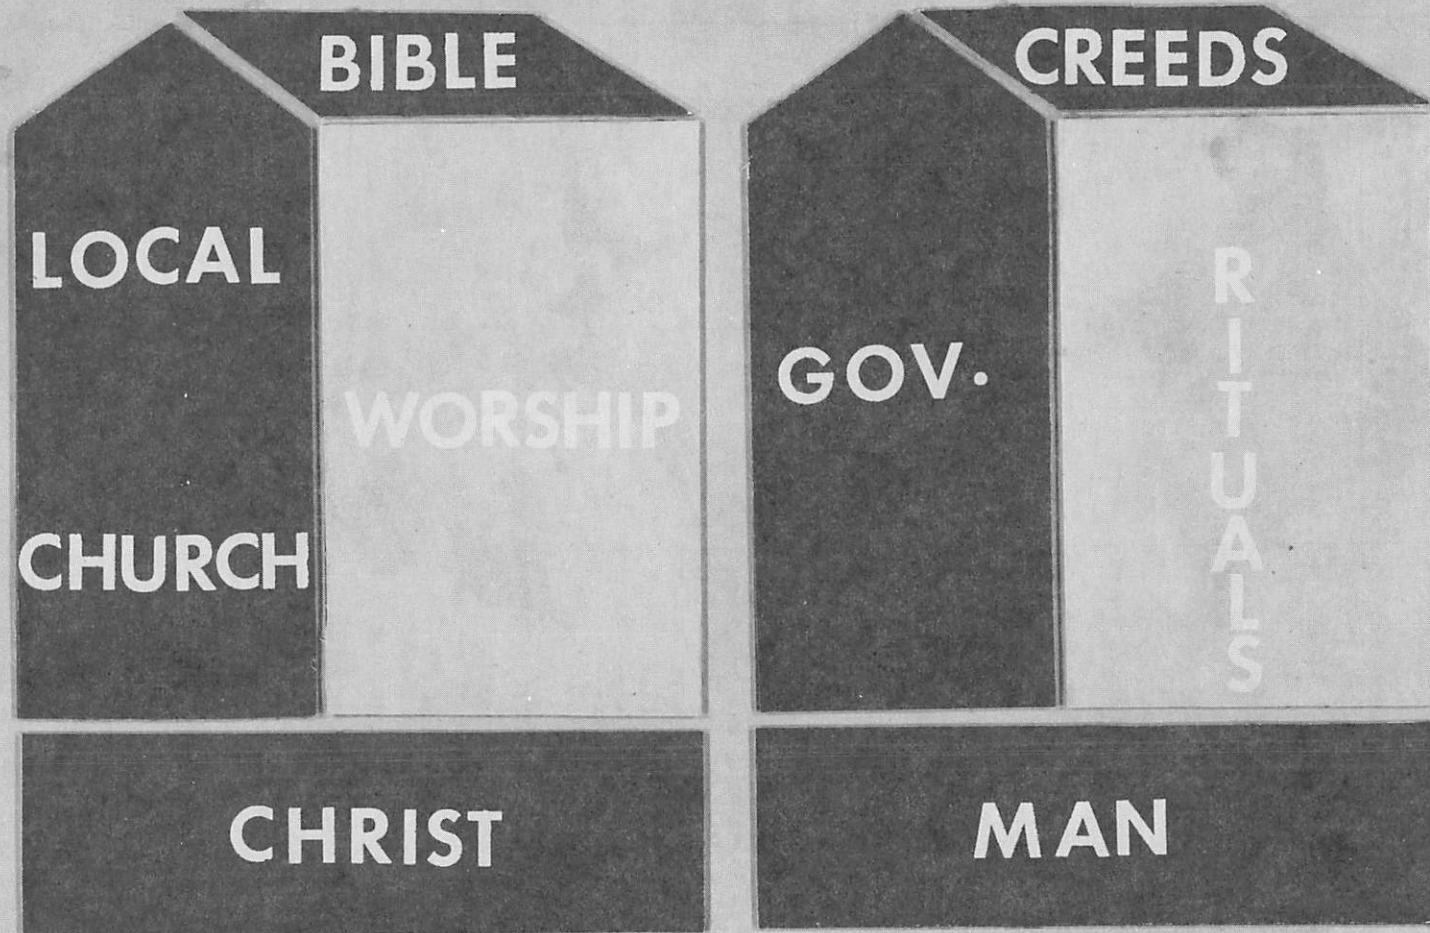 BIBLE
LOCAL
CHURCH
WORSHIP
CHRIST
CREEDS
GOV.
RITUALS
MAN